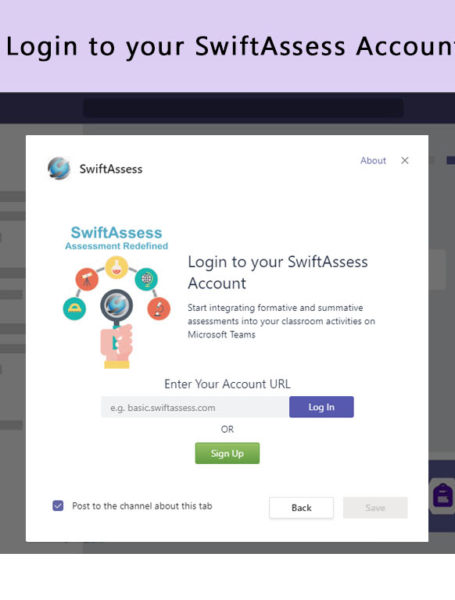 Login to your SwiftAssess Account
SwiftAssess
About
SwiftAssess
Assessment Redefined
Login to your SwiftAssess
Account
Start integrating formative and summative
assessments into your classroom activities on
Microsoft Teams
Enter Your Account URL
e.g. basic.swiftassess.com
Log In
OR
Sign Up
Post to the channel about this tab
Back
Save